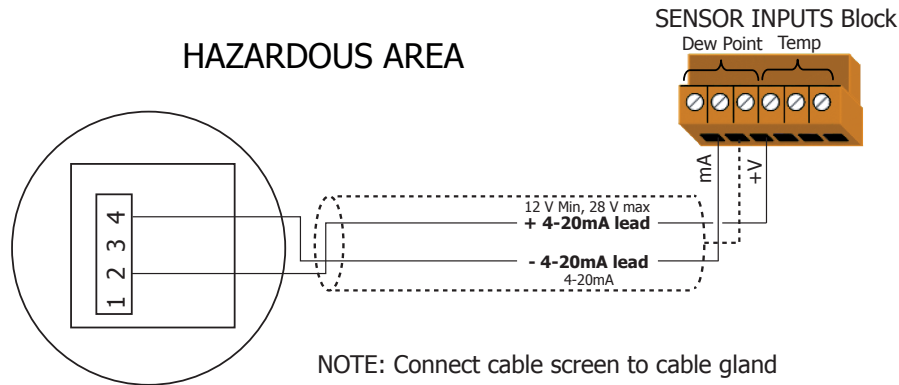 SENSOR INPUTS Block
Dew Point Temp
HAZARDOUS AREA
mA
+V
12 V Min, 28 V max
+ 4-20mA lead
- 4-20mA lead
4-20mA
1 2 3 4
NOTE: Connect cable screen to cable gland